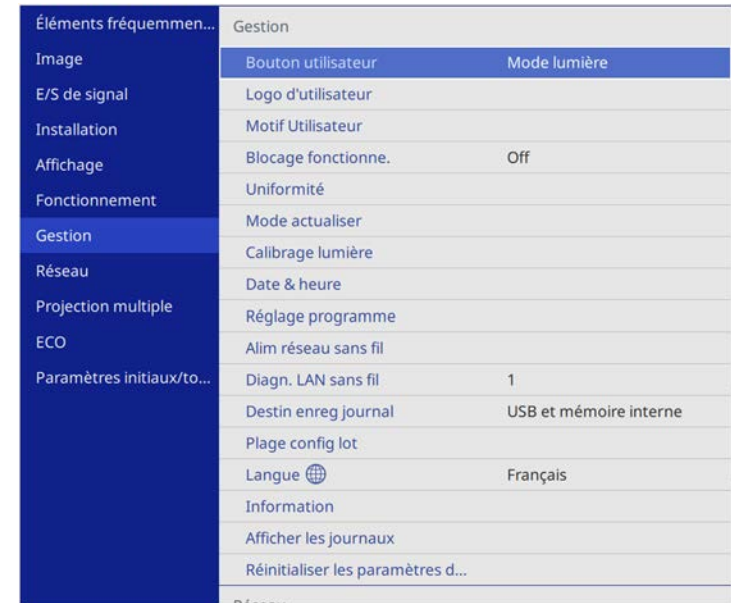 Éléments fréquemmen...
Image
E/S de signal
Installation
Affichage
Fonctionnement
Gestion
Réseau
Projection multiple
ECO
Paramètres initiaux/to...
Gestion
Bouton utilisateur Mode lumière
Logo d'utilisateur
Motif Utilisateur
Blocage fonctionne. Off
Uniformité
Mode actualiser
Calibrage lumière
Date & heure
Réglage programme
Alim réseau sans fil
Diagn. LAN sans fil 1
Destin enreg journal USB et mémoire interne
Plage config lot
Langue Français
Information
Afficher les journaux
Réinitialiser les paramètres d...